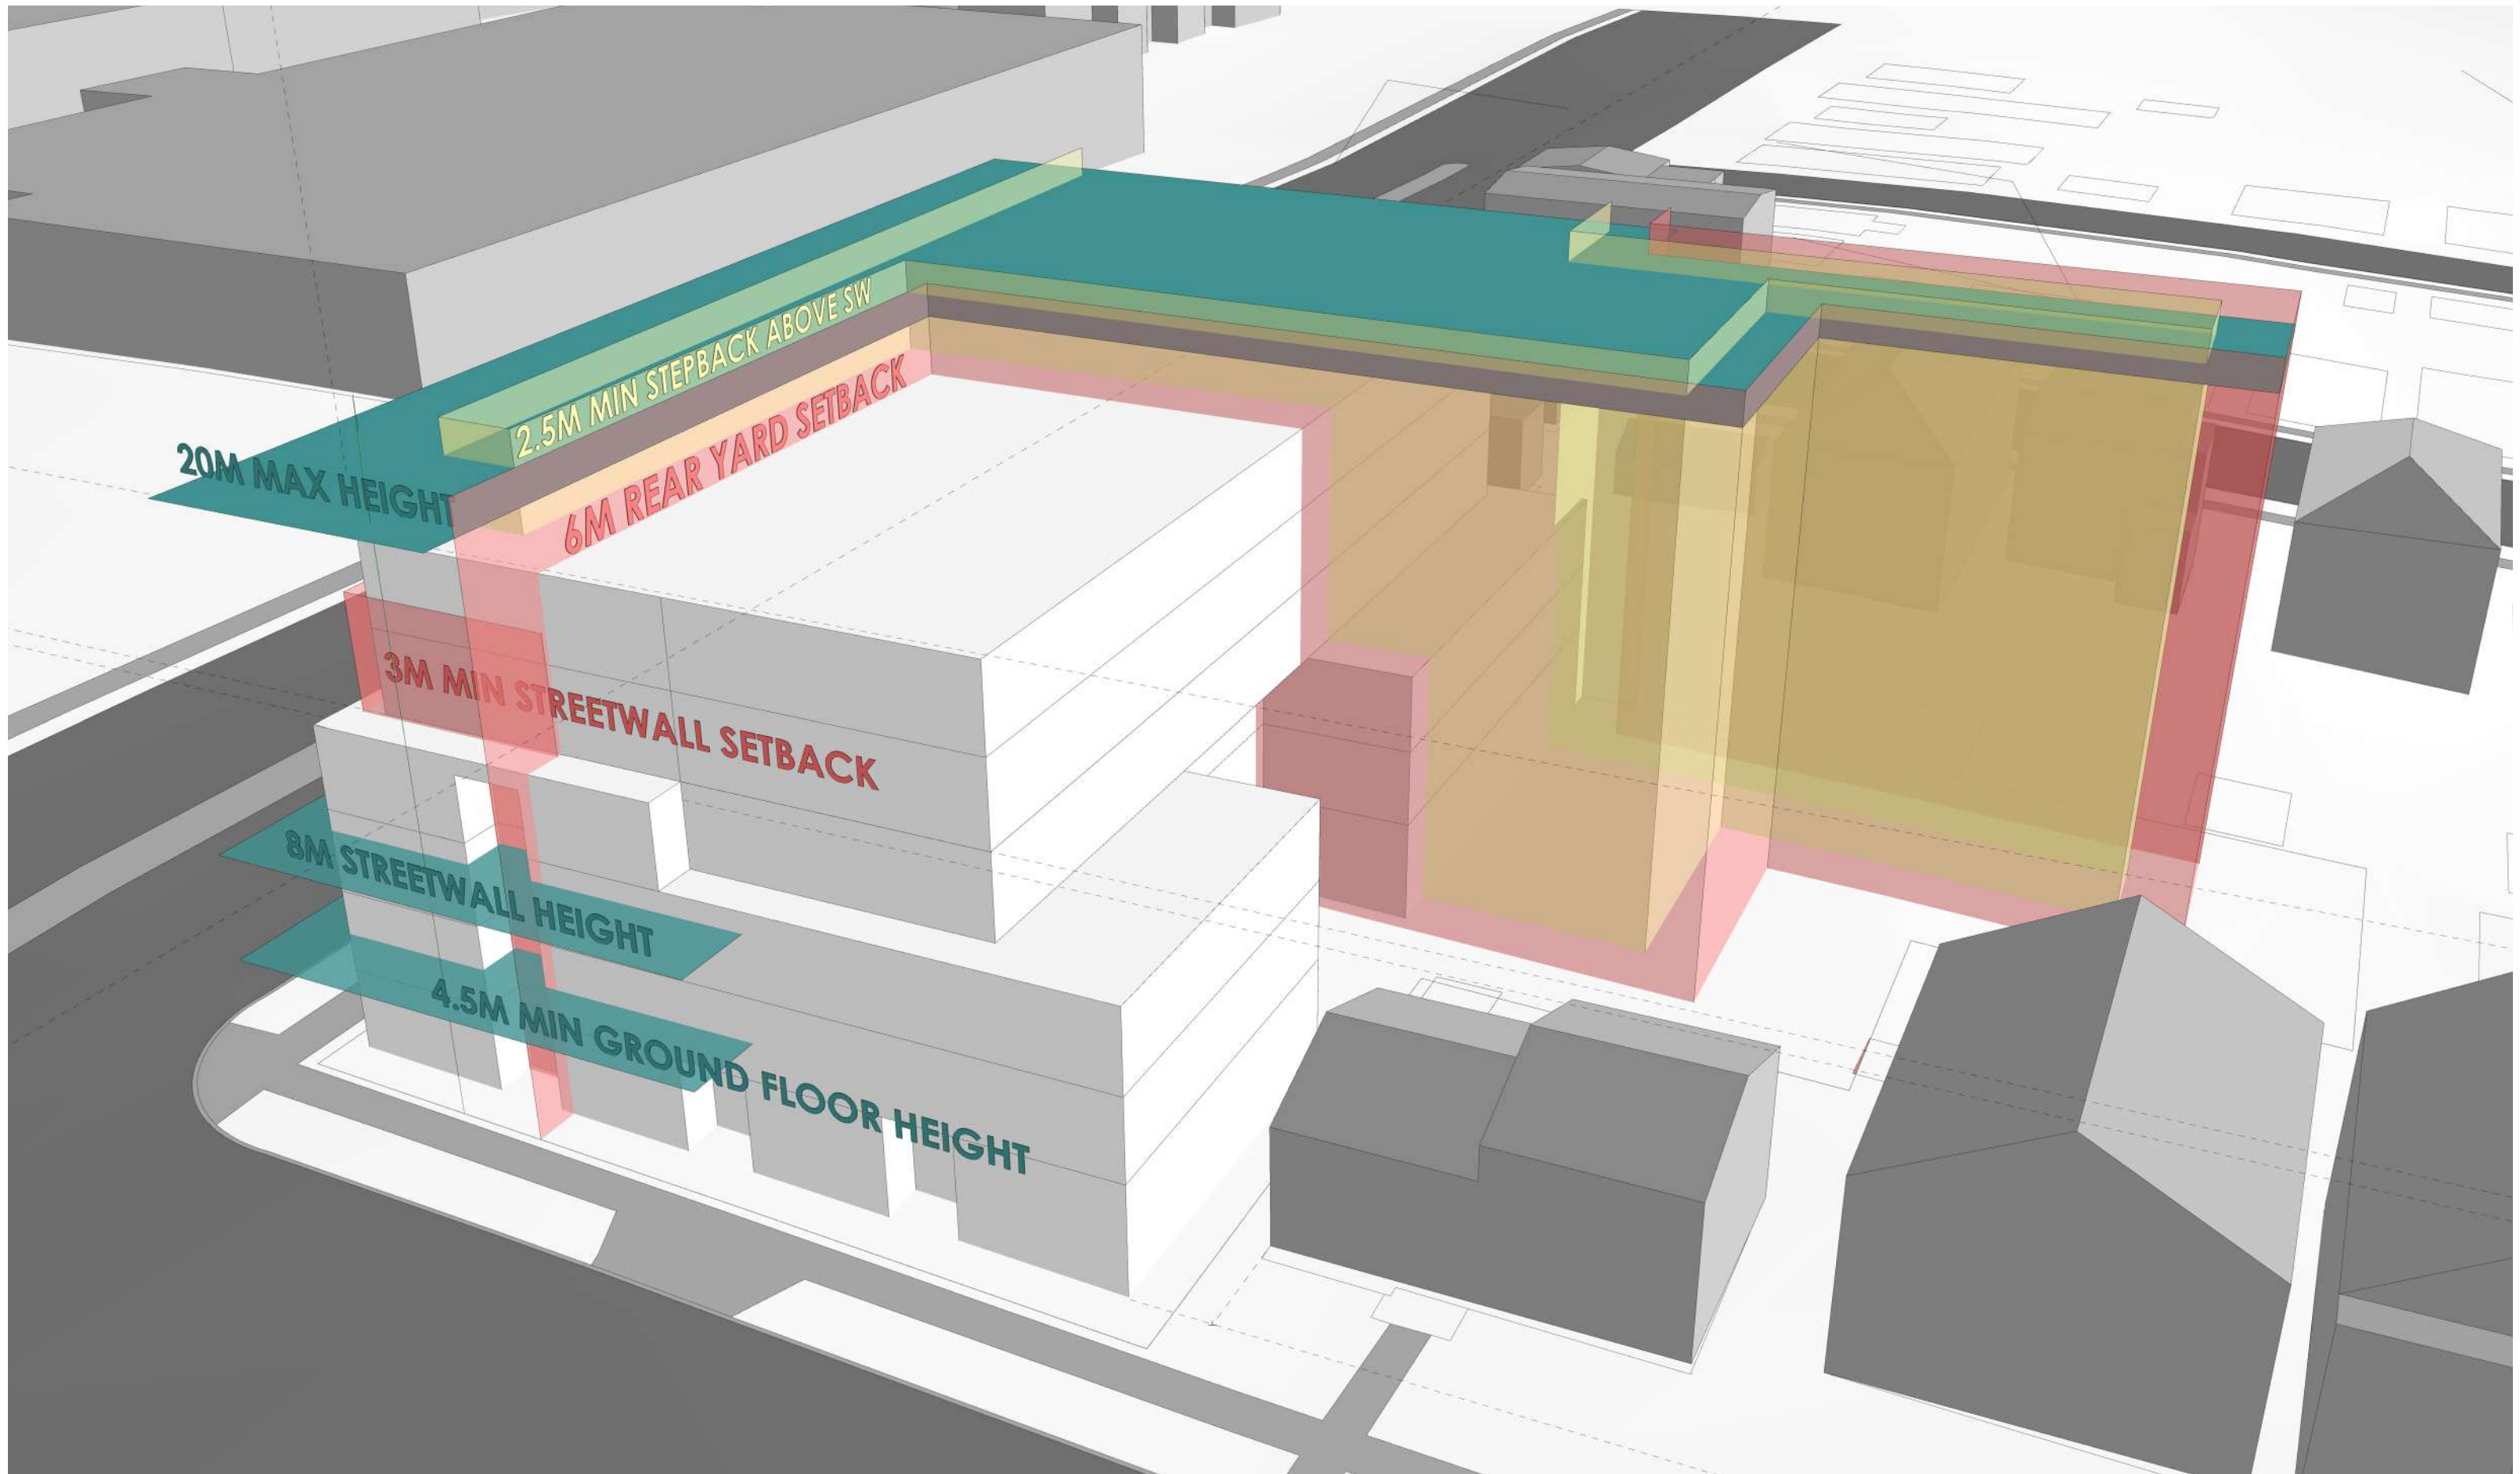 2.5M MIN STEPBACK ABOVE SW
20M MAX HEIGHT
6M REAR YARD SETBACK
3M MIN STREETWALL SETBACK
8M STREETWALL HEIGHT
4.5M MIN GROUND FLOOR HEIGHT